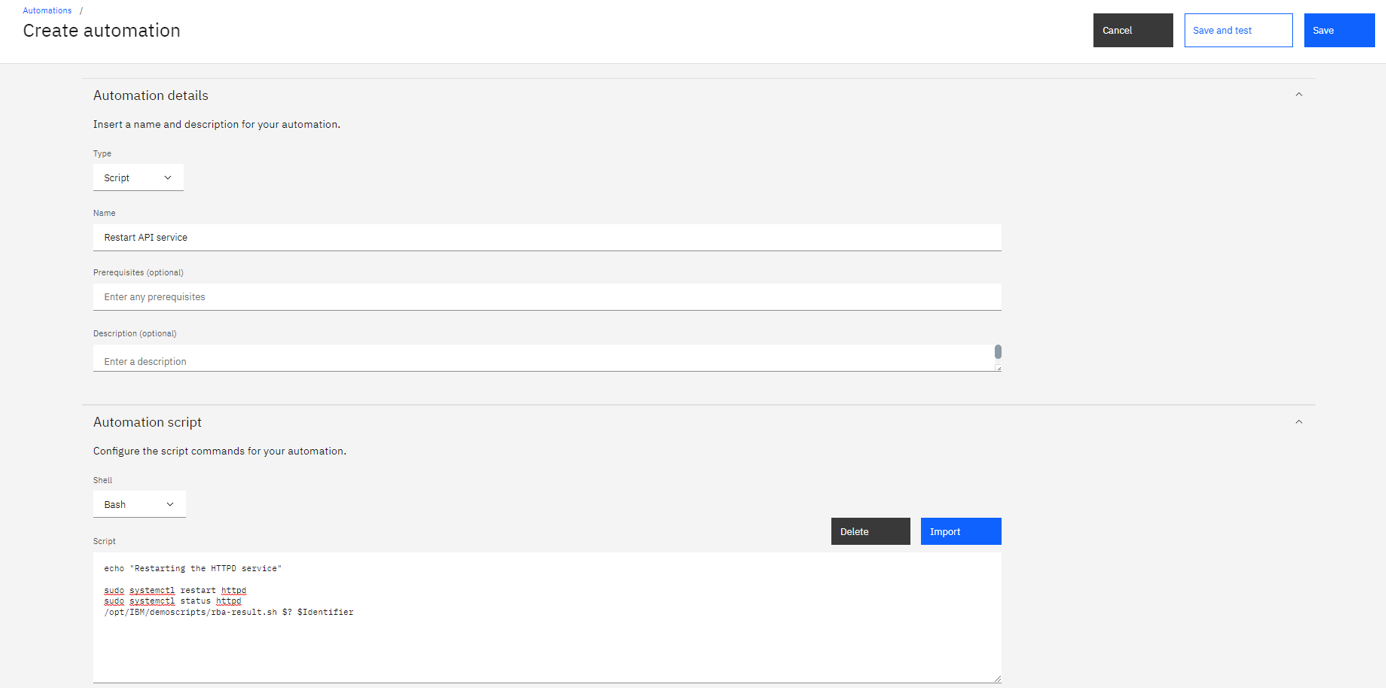 Automations /
Create automation
Cancel
Save and test
Save
Automation details
Insert a name and description for your automation.
Type
Script
Name
Restart API service
Prerequisites (optional)
Enter any prerequisites
Description (optional)
Enter a description
Automation script
Configure the script commands for your automation.
Shell
Bash
Delete
Import
Script
echo "Restarting the HTTPD service"
sudo systemctl restart httpd
sudo systemctl status httpd
/opt/IBM/demoscripts/rba-result.sh $? $Identifier